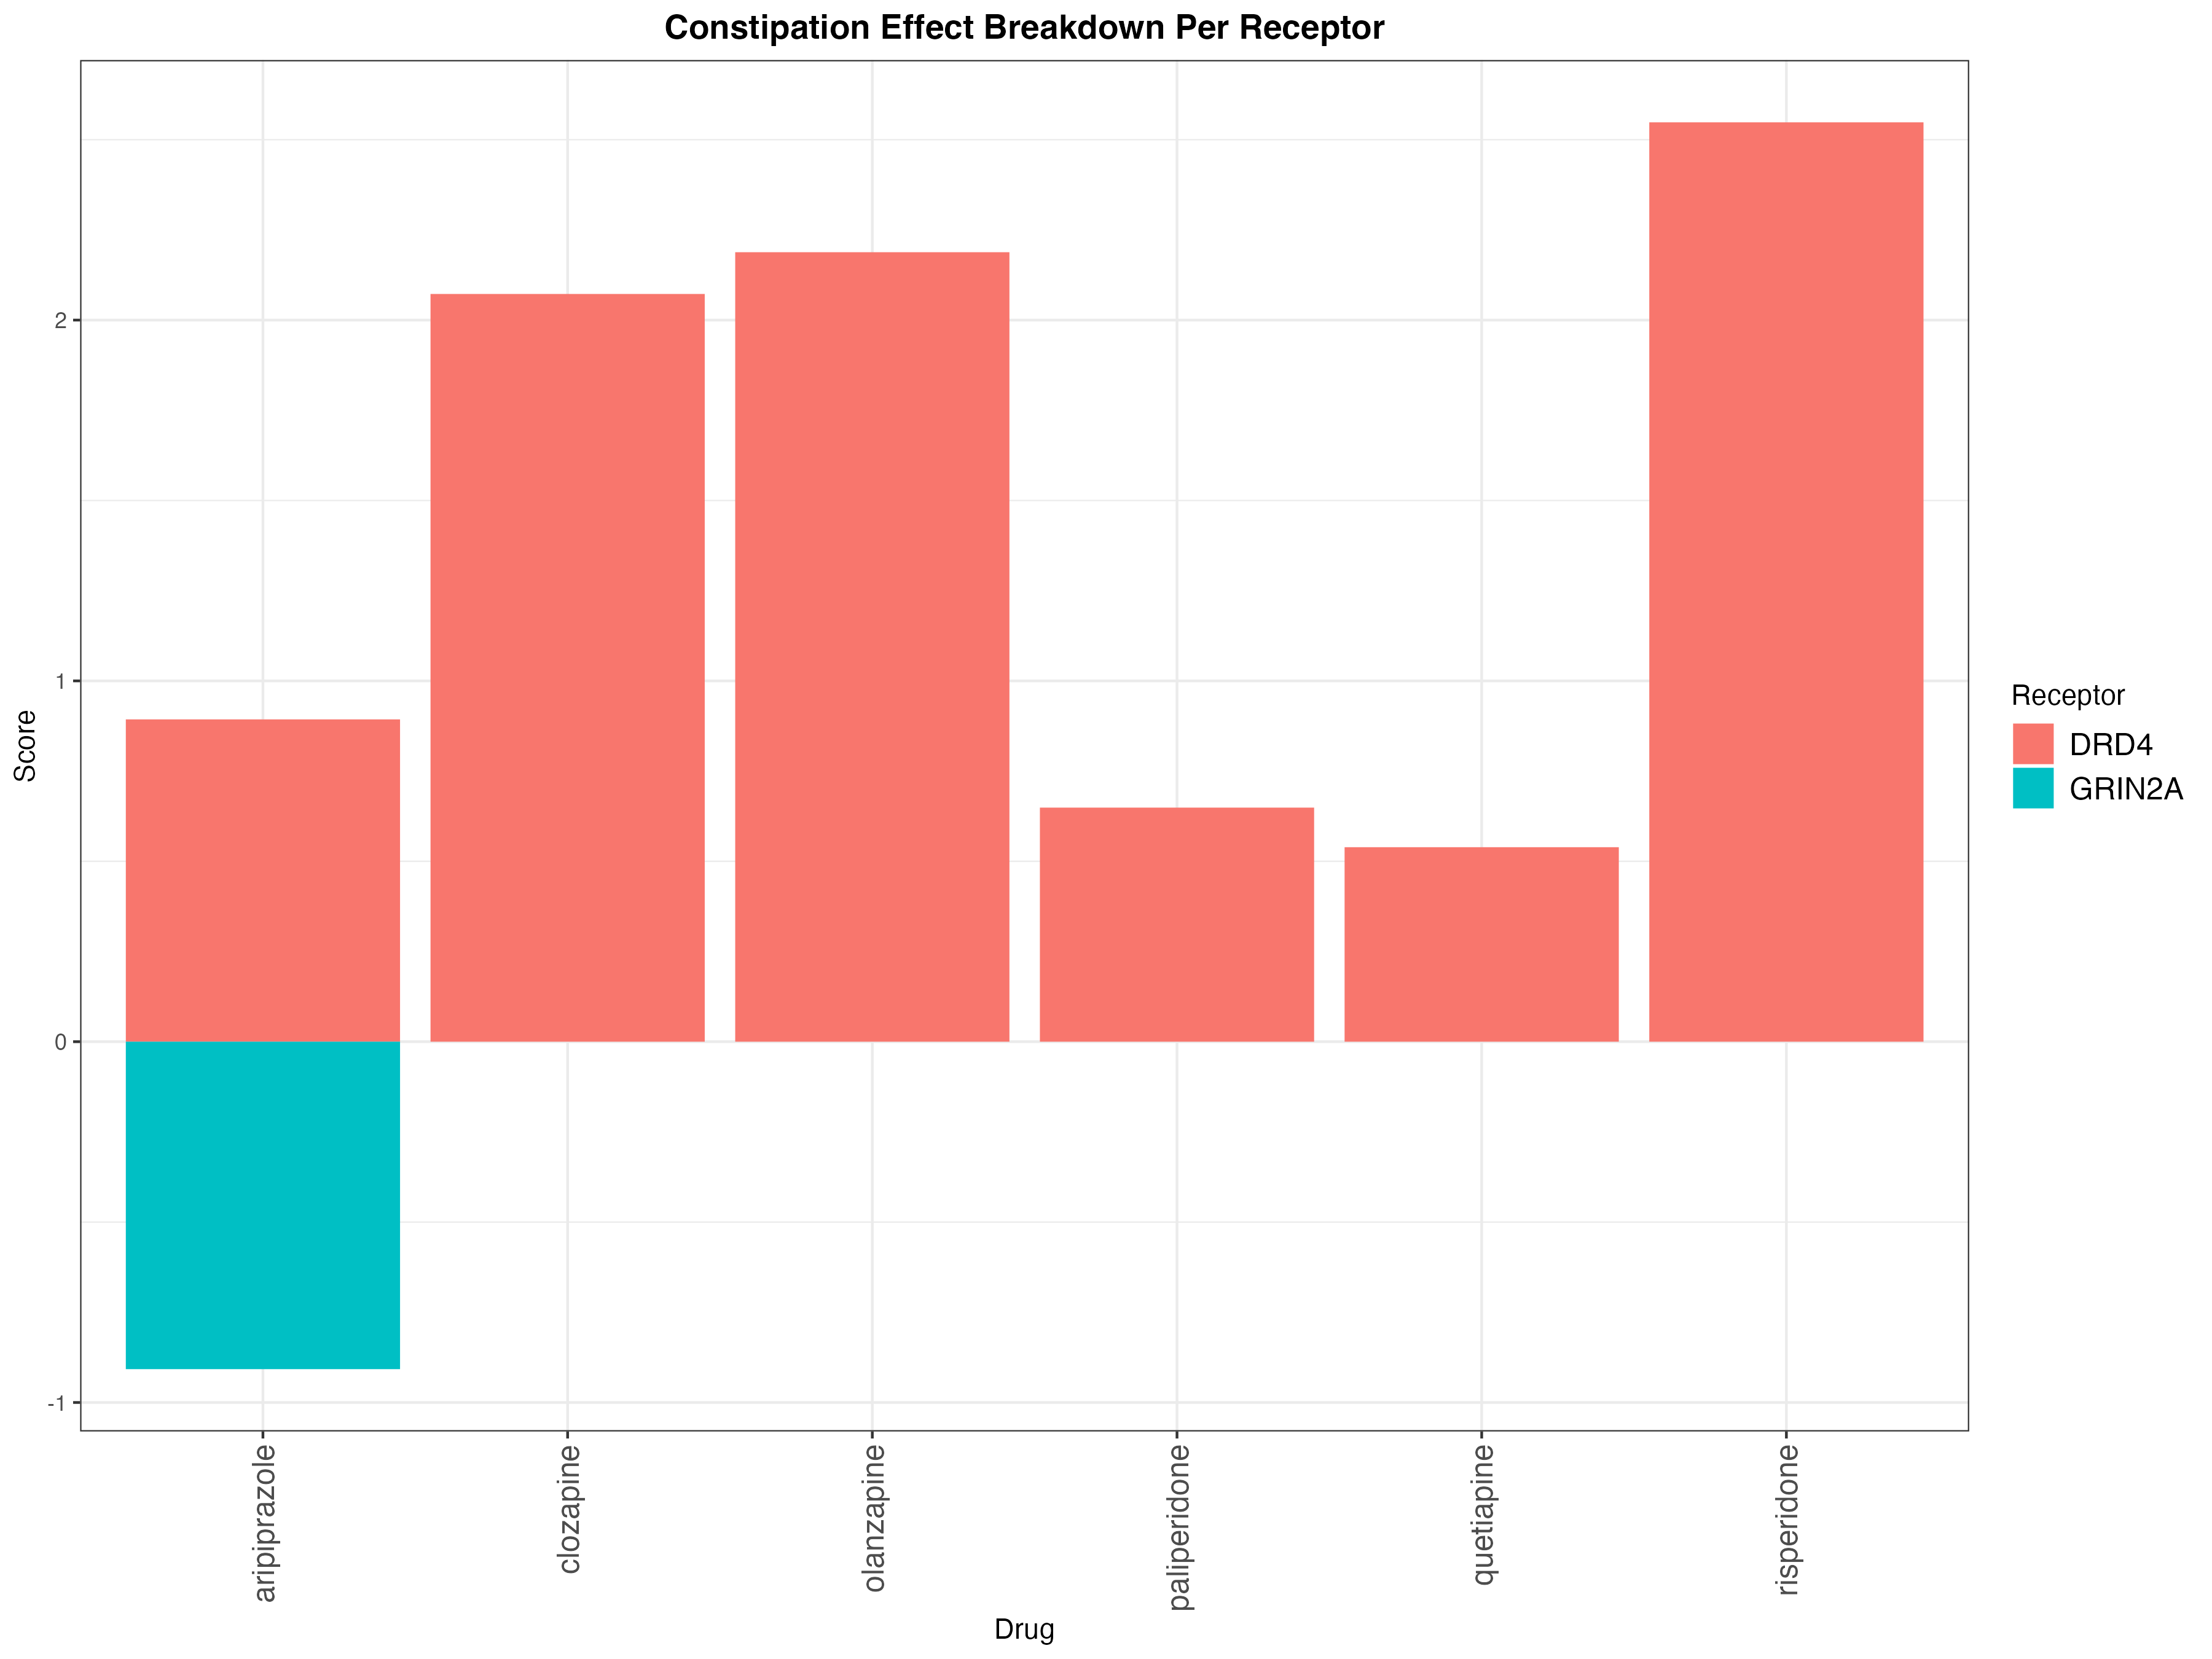 Constipation Effect Breakdown Per Receptor
Score
2
1
0
-1
aripiprazole
clozapine
olanzapine
paliperidone
quetiapine
risperidone
Drug
Receptor
DRD4
GRIN2A